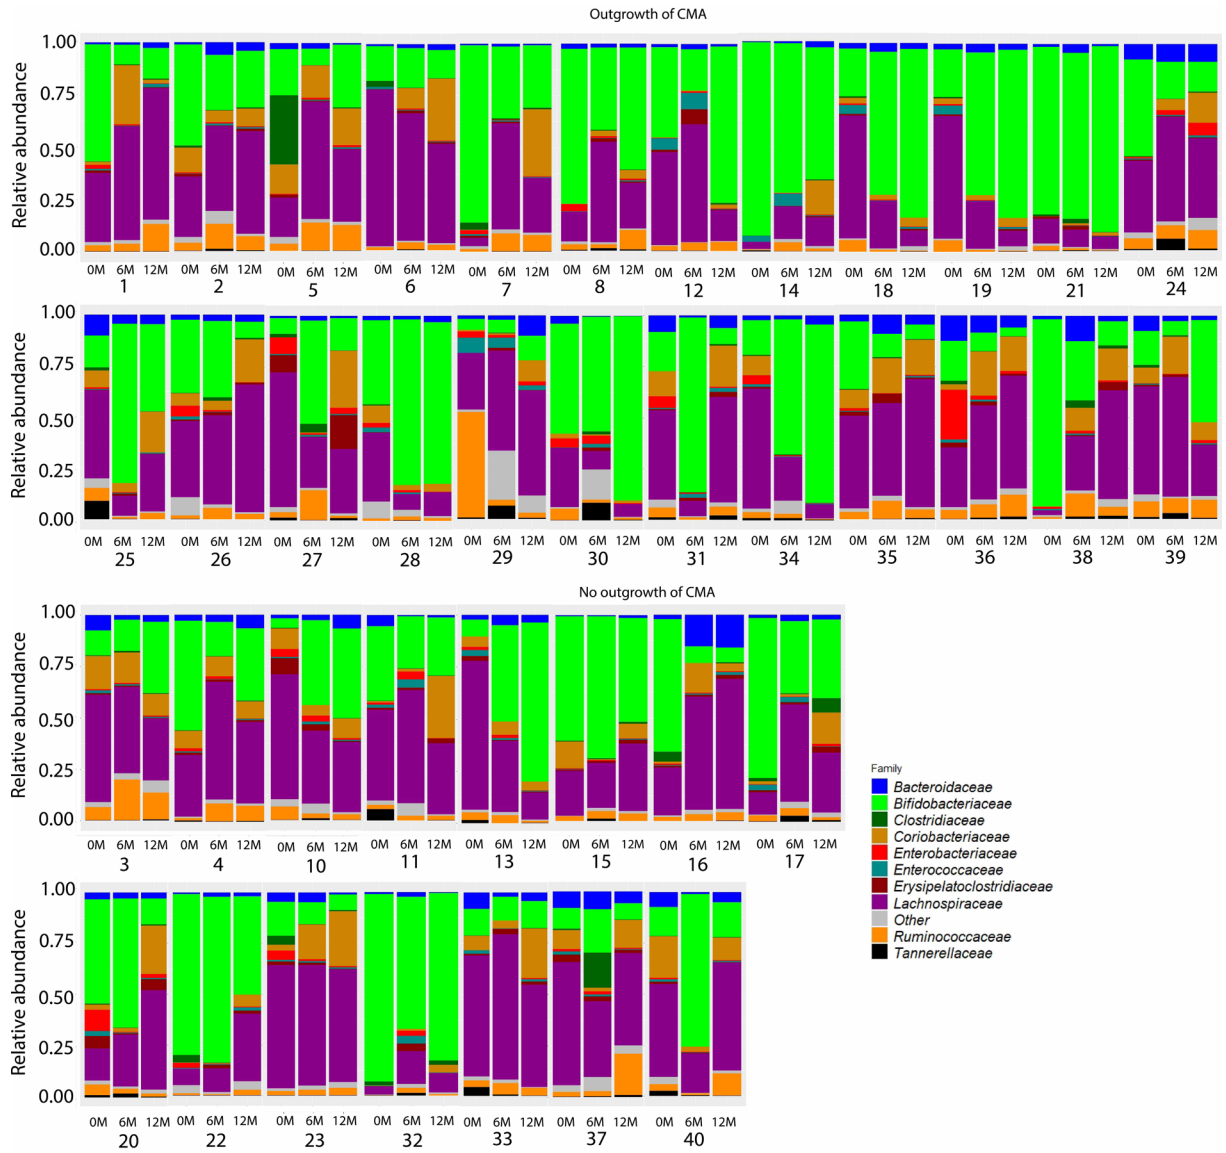 Outgrowth of CMA
Relative abundance
1.00
0.75
0.50
0.25
0.00
0M 6M 12M 0M 6M 12M 0M 6M 12M 0M 6M 12M 0M 6M 12M 0M 6M 12M 0M 6M 12M 0M 6M 12M 0M 6M 12M 0M 6M 12M 0M 6M 12M 0M 6M 12M
1 2 5 6 7 8 12 14 18 19 21 24
Relative abundance
1.00
0.75
0.50
0.25
0.00
0M 6M 12M 0M 6M 12M 0M 6M 12M 0M 6M 12M 0M 6M 12M 0M 6M 12M 0M 6M 12M 0M 6M 12M 0M 6M 12M 0M 6M 12M 0M 6M 12M 0M 6M 12M
25 26 27 28 29 30 31 34 35 36 38 39
No outgrowth of CMA
Relative abundance
1.00
0.75
0.50
0.25
0.00
0M 6M 12M 0M 6M 12M 0M 6M 12M 0M 6M 12M 0M 6M 12M 0M 6M 12M 0M 6M 12M 0M 6M 12M
3 4 10 11 13 15 16 17
Relative abundance
1.00
0.75
0.50
0.25
0.00
0M 6M 12M 0M 6M 12M 0M 6M 12M 0M 6M 12M 0M 6M 12M 0M 6M 12M 0M 6M 12M
20 22 23 32 33 37 40
Family
Bacteroidaceae
Bifidobacteriaceae
Clostridiaceae
Coriobacteriaceae
Enterobacteriaceae
Enterococcaceae
Erysipelatoclostridiaceae
Lachnospiraceae
Other
Ruminococcaceae
Tannerellaceae